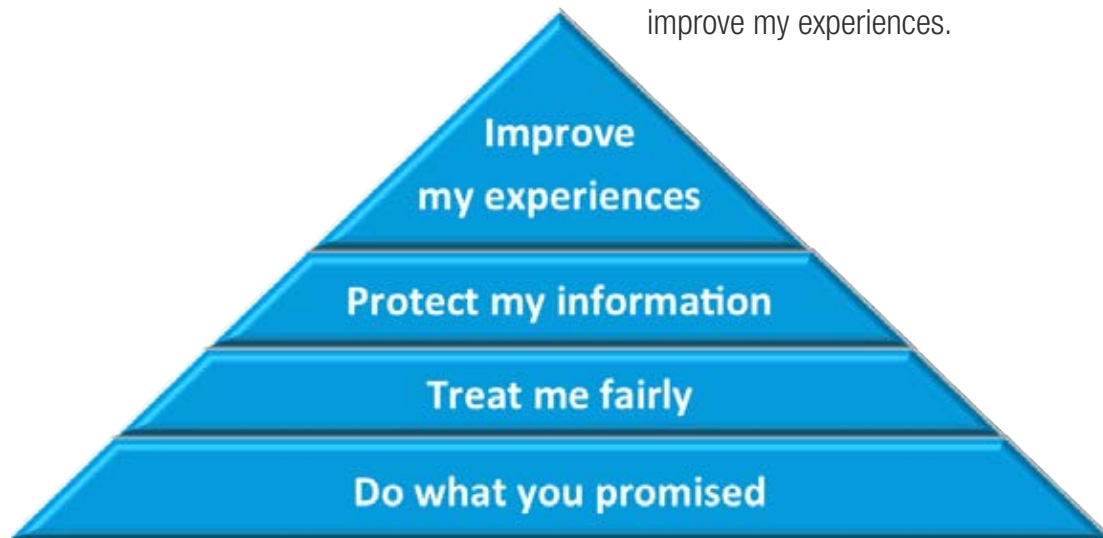 improve my experiences.
Improve
my experiences
Protect my information
Treat me fairly
Do what you promised